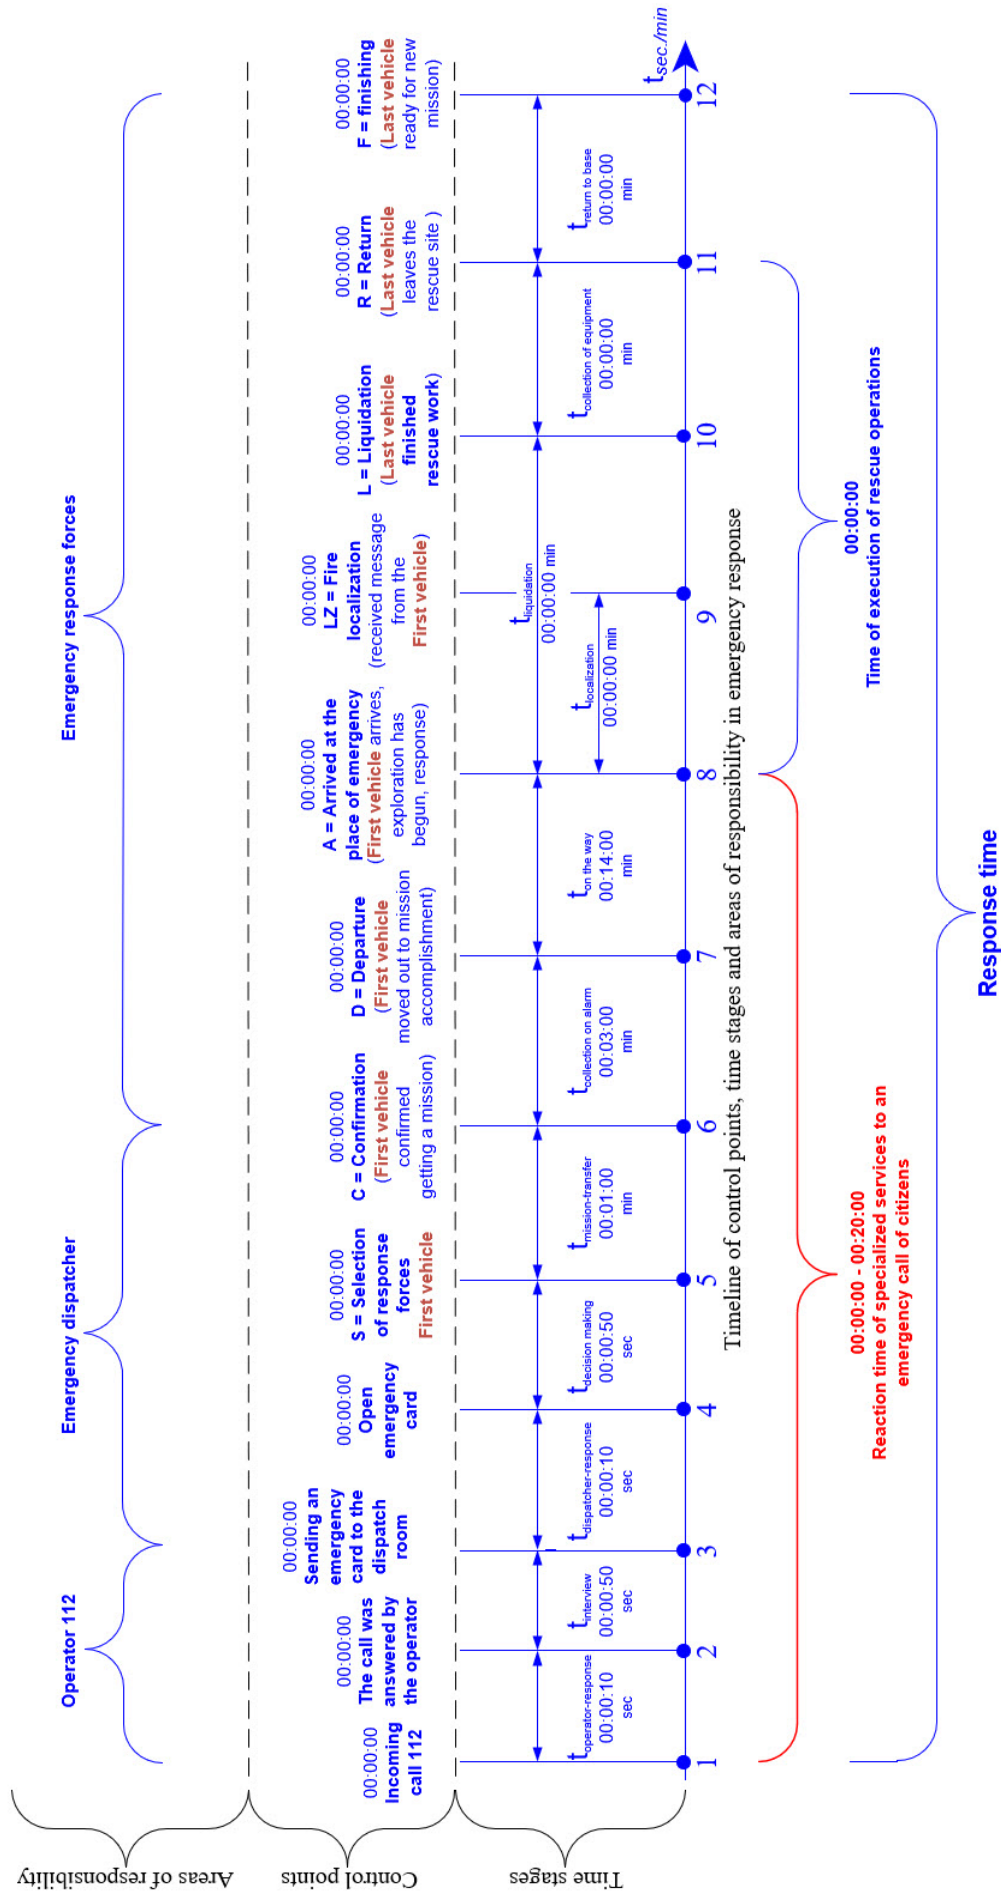 Areas of responsibility
Operator 112
Emergency dispatcher
Emergency response forces
Control points
00:00:00
Incoming
call 112
00:00:00
The call was
answered by
the operator
00:00:00
Sending an
emergency
card to the
dispatch
room
00:00:00
Open
emergency
card
00:00:00
S = Selection
of response
forces
First vehicle
00:00:00
C = Confirmation
(First vehicle
confirmed
getting a mission)
00:00:00
D = Departure
(First vehicle
moved out to mission
accomplishment)
00:00:00
A = Arrived at the
place of emergency
(First vehicle arrives,
exploration has
begun, response)
00:00:00
LZ = Fire
localization
(received message
from the
First vehicle)
00:00:00
L = Liquidation
(Last vehicle
finished
rescue work)
00:00:00
R = Return
(Last vehicle
leaves the
rescue site )
00:00:00
F = finishing
(Last vehicle
ready for new
mission)
Time stages
toperator-response
00:00:10
sec
tinterview
00:00:50
sec
tdispatcher-response
00:00:10
sec
tdecision making
00:00:50
sec
tmission-transfer
00:01:00
min
tcollection on alarm
00:03:00
min
ton the way
00:14:00
min
tliquidation
00:00:00 min
tlocalization
00:00:00 min
tcollection of equipment
00:00:00
min
treturn to base
00:00:00
min
tsec./min
1 2 3 4 5 6 7 8 9 10 11 12
Timeline of control points, time stages and areas of responsibility in emergency response
00:00:00 - 00:20:00
Reaction time of specialized services to an
emergency call of citizens
00:00:00
Time of execution of rescue operations
Response time